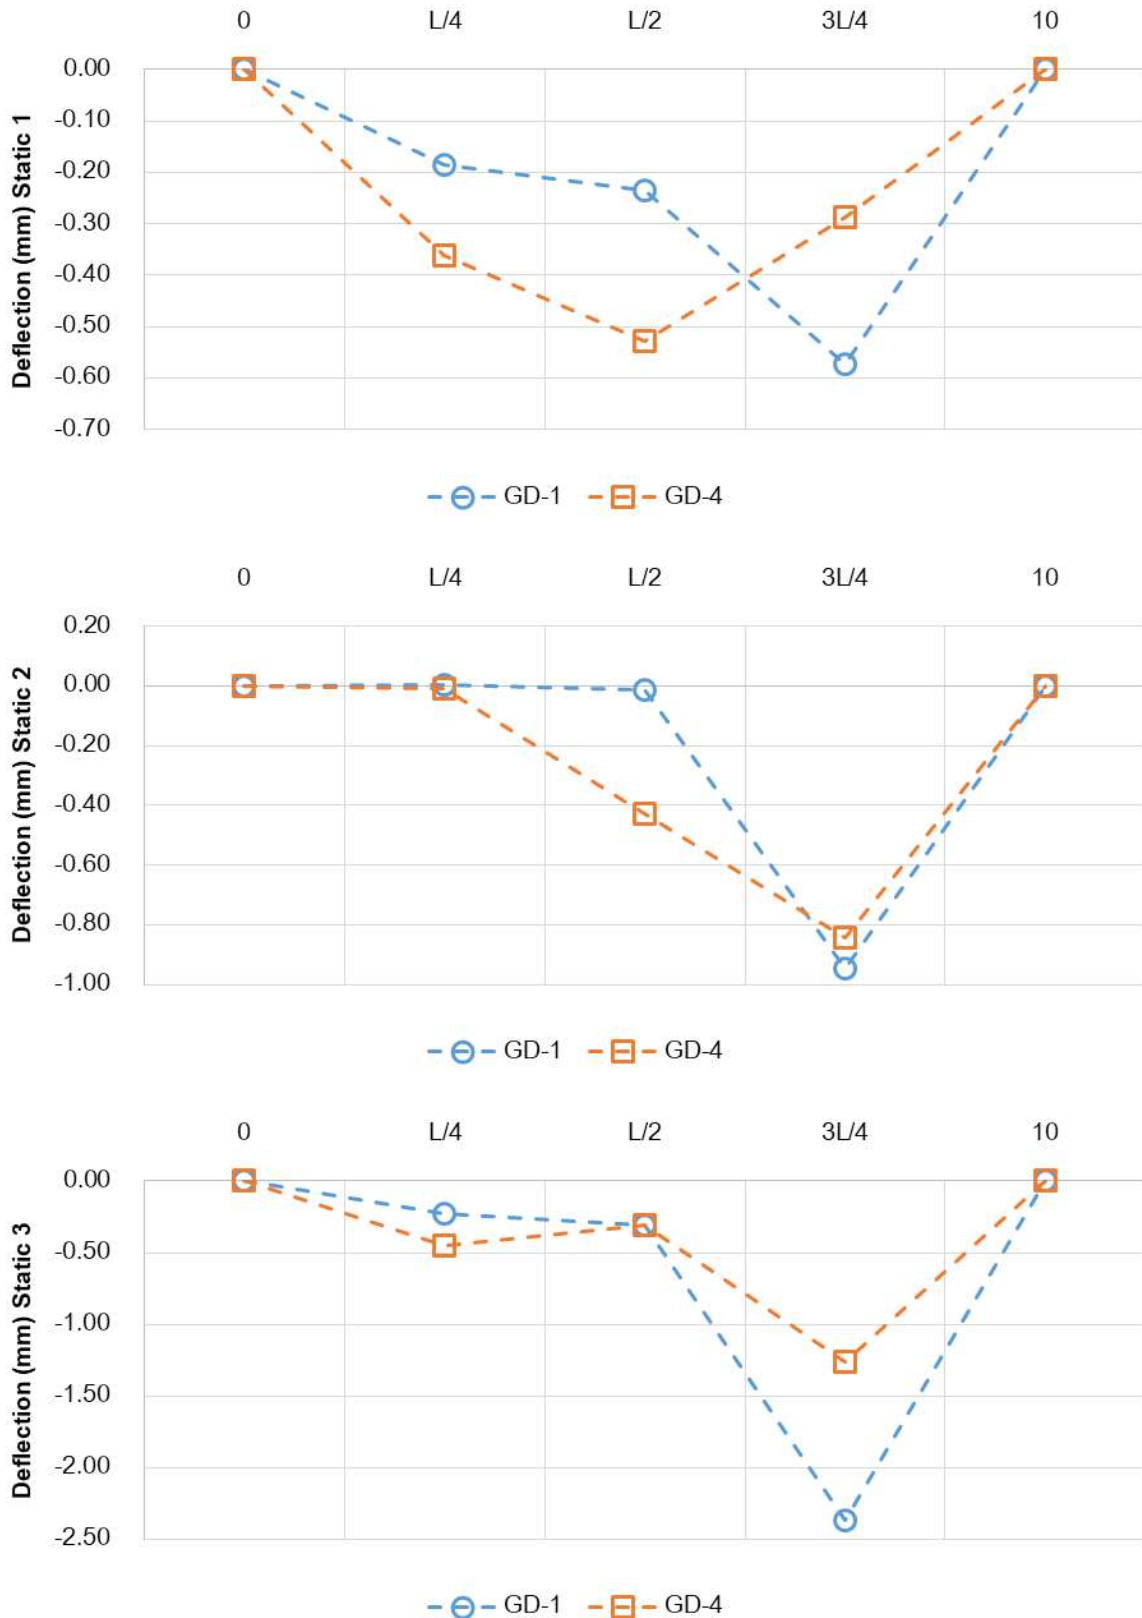 0 L/4 L/2 3L/4 10
0.00
-0.10
-0.20
-0.30
-0.40
-0.50
-0.60
-0.70
Deflection (mm) Static 1
GD-1 GD-4
0 L/4 L/2 3L/4 10
0.20
0.00
-0.20
-0.40
-0.60
-0.80
-1.00
Deflection (mm) Static 2
GD-1 GD-4
0 L/4 L/2 3L/4 10
0.00
-0.50
-1.00
-1.50
-2.00
-2.50
Deflection (mm) Static 3
GD-1 GD-4